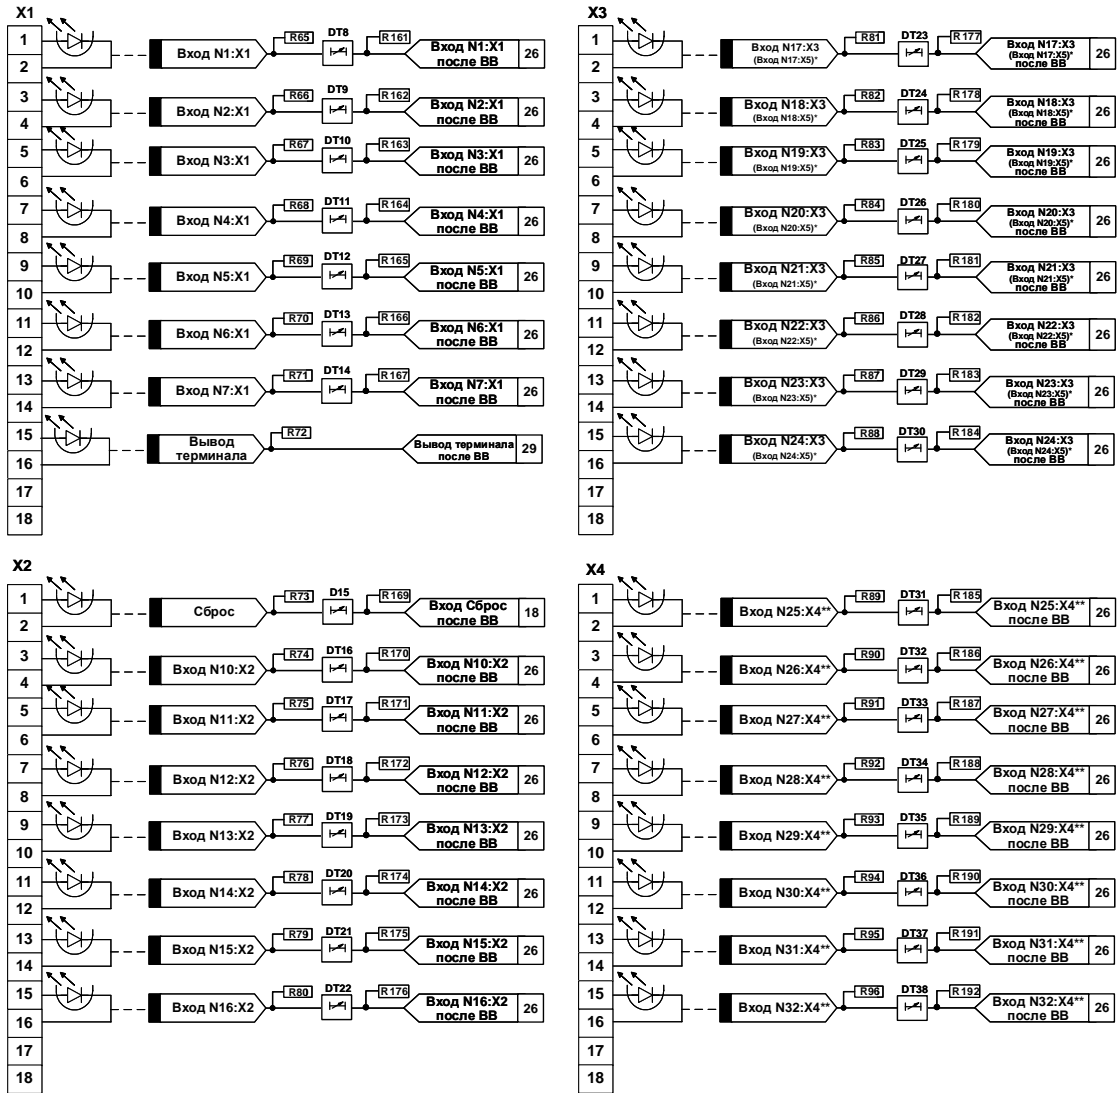 X1
1
2
R65
DT8
R161
Вход N1:X1
Вход N1:X1
после ВВ
26
3
4
R66
DT9
R162
Вход N2:X1
Вход N2:X1
после ВВ
26
5
6
R67
DT10
R163
Вход N3:X1
Вход N3:X1
после ВВ
26
7
8
R68
DT11
R164
Вход N4:X1
Вход N4:X1
после ВВ
26
9
10
R69
DT12
R165
Вход N5:X1
Вход N5:X1
после ВВ
26
11
12
R70
DT13
R166
Вход N6:X1
Вход N6:X1
после ВВ
26
13
14
R71
DT14
R167
Вход N7:X1
Вход N7:X1
после ВВ
26
15
16
R72
Вывод
терминала
Вывод терминала
после ВВ
29
17
18
X3
1
2
R81
DT23
R177
Вход N17:X3
(Вход N17:X5)*
Вход N17:X3
(Вход N17:X5)*
после ВВ
26
3
4
R82
DT24
R178
Вход N18:X3
(Вход N18:X5)*
Вход N18:X3
(Вход N18:X5)*
после ВВ
26
5
6
R83
DT25
R179
Вход N19:X3
(Вход N19:X5)*
Вход N19:X3
(Вход N19:X5)*
после ВВ
26
7
8
R84
DT26
R180
Вход N20:X3
(Вход N20:X5)*
Вход N20:X3
(Вход N20:X5)*
после ВВ
26
9
10
R85
DT27
R181
Вход N21:X3
(Вход N21:X5)*
Вход N21:X3
(Вход N21:X5)*
после ВВ
26
11
12
R86
DT28
R182
Вход N22:X3
(Вход N22:X5)*
Вход N22:X3
(Вход N22:X5)*
после ВВ
26
13
14
R87
DT29
R183
Вход N23:X3
(Вход N23:X5)*
Вход N23:X3
(Вход N23:X5)*
после ВВ
26
15
16
R88
DT30
R184
Вход N24:X3
(Вход N24:X5)*
Вход N24:X3
(Вход N24:X5)*
после ВВ
26
17
18
X2
1
2
R73
D15
R169
Сброс
Вход Сброс
после ВВ
18
3
4
R74
DT16
R170
Вход N10:X2
Вход N10:X2
после ВВ
26
5
6
R75
DT17
R171
Вход N11:X2
Вход N11:X2
после ВВ
26
7
8
R76
DT18
R172
Вход N12:X2
Вход N12:X2
после ВВ
26
9
10
R77
DT19
R173
Вход N13:X2
Вход N13:X2
после ВВ
26
11
12
R78
DT20
R174
Вход N14:X2
Вход N14:X2
после ВВ
26
13
14
R79
DT21
R175
Вход N15:X2
Вход N15:X2
после ВВ
26
15
16
R80
DT22
R176
Вход N16:X2
Вход N16:X2
после ВВ
26
17
18
X4
1
2
R89
DT31
R185
Вход N25:X4**
Вход N25:X4**
после ВВ
26
3
4
R90
DT32
R186
Вход N26:X4**
Вход N26:X4**
после ВВ
26
5
6
R91
DT33
R187
Вход N27:X4**
Вход N27:X4**
после ВВ
26
7
8
R92
DT34
R188
Вход N28:X4**
Вход N28:X4**
после ВВ
26
9
10
R93
DT35
R189
Вход N29:X4**
Вход N29:X4**
после ВВ
26
11
12
R94
DT36
R190
Вход N30:X4**
Вход N30:X4**
после ВВ
26
13
14
R95
DT37
R191
Вход N31:X4**
Вход N31:X4**
после ВВ
26
15
16
R96
DT38
R192
Вход N32:X4**
Вход N32:X4**
после ВВ
26
17
18